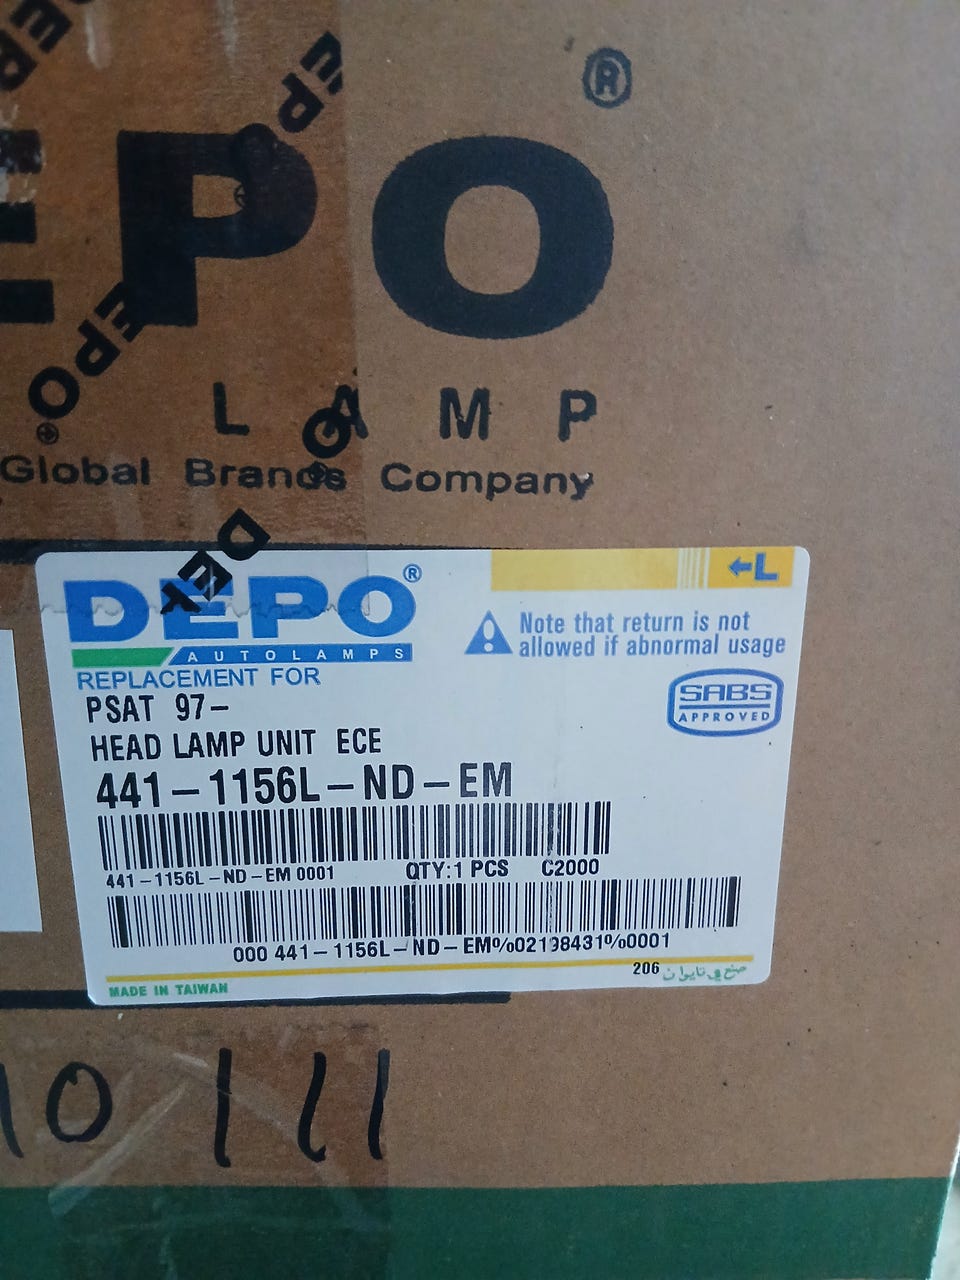 EPO®
LAMP
Global Brands Company
DEPO®
AUTOLAMPS
REPLACEMENT FOR
PSAT 97-
HEAD LAMP UNIT ECE
441-1156L-ND-EM
441-1156L-ND-EM 0001 QTY:1 PCS C2000
000 441-1156L-ND-EM%02198431%0001
MADE IN TAIWAN
206 صنع في تايوان
←L
! Note that return is not
allowed if abnormal usage
SABS
APPROVED
DEPO®
DEPO
10 111